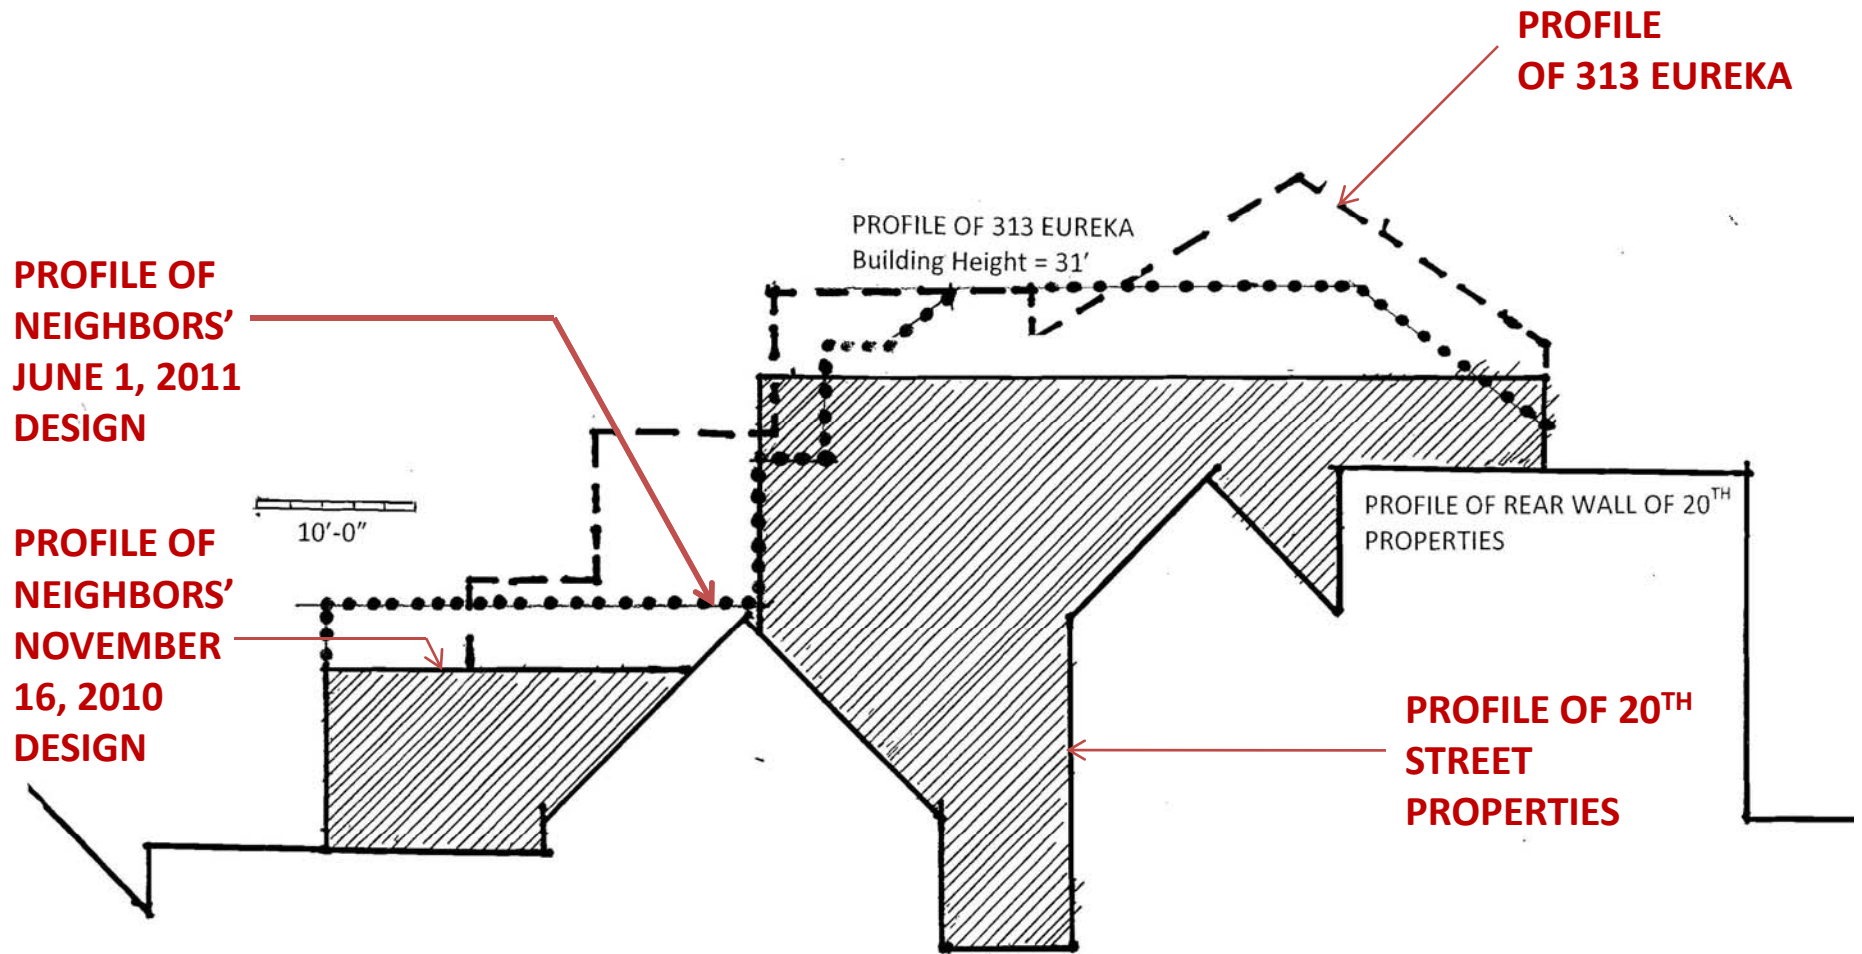 PROFILE
OF 313 EUREKA
PROFILE OF 313 EUREKA
Building Height = 31'
PROFILE OF
NEIGHBORS’
JUNE 1, 2011
DESIGN
10'-0"
PROFILE OF REAR WALL OF 20TH
PROPERTIES
PROFILE OF
NEIGHBORS’
NOVEMBER
16, 2010
DESIGN
PROFILE OF 20TH
STREET
PROPERTIES